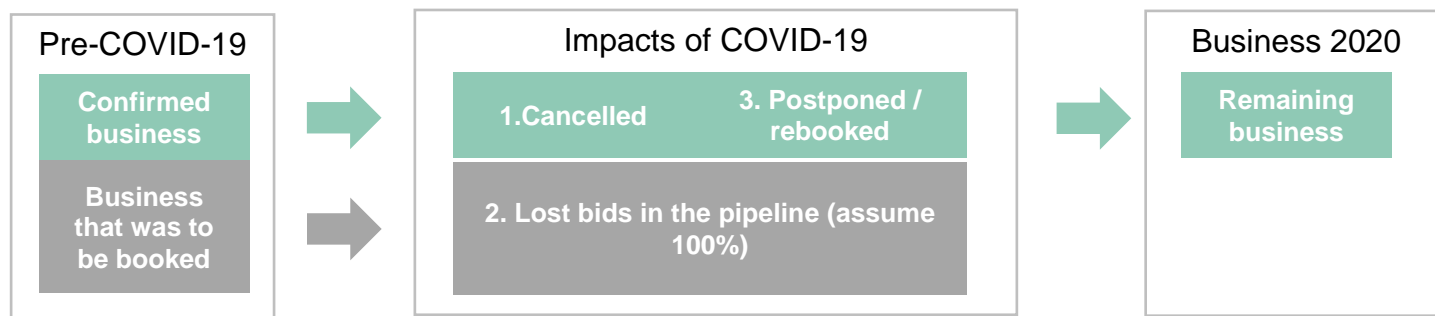 Pre-COVID-19
Confirmed
business
Business
that was to
be booked
Impacts of COVID-19
1.Cancelled
3. Postponed /
rebooked
2. Lost bids in the pipeline (assume
100%)
Business 2020
Remaining
business